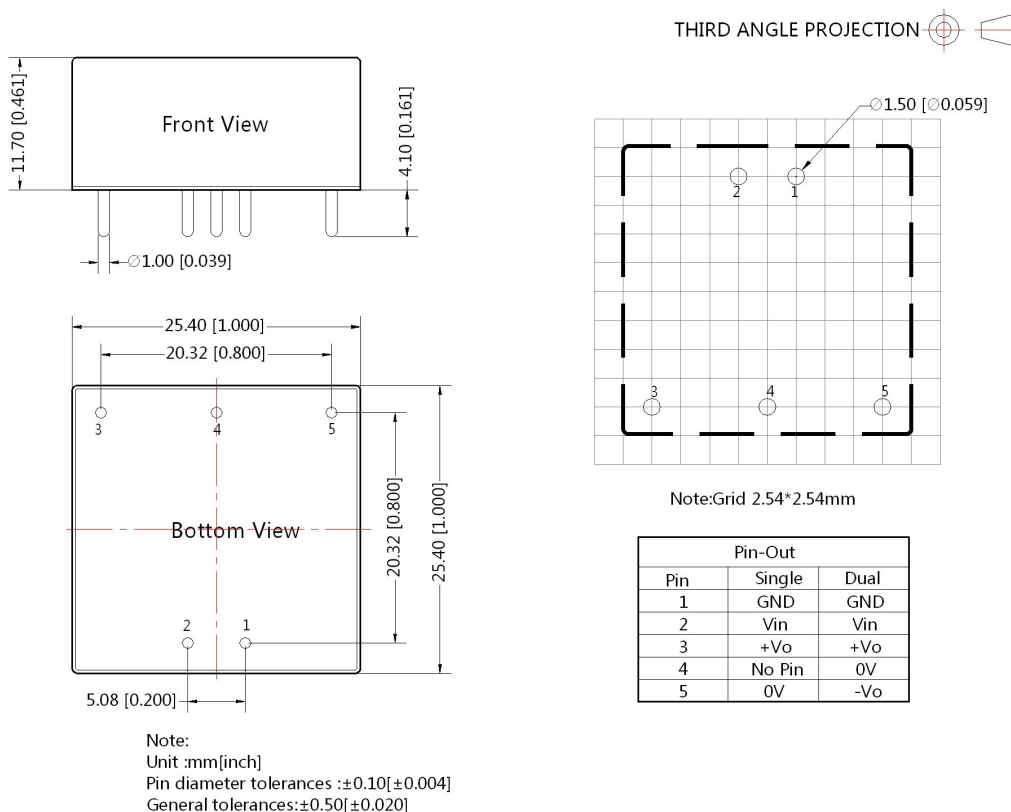 THIRD ANGLE PROJECTION
11.70 [0.461]
Front View
4.10 [0.161]
∅1.00 [0.039]
∅1.50 [∅0.059]
2 1
3 4 5
Note:Grid 2.54*2.54mm
25.40 [1.000]
20.32 [0.800]
3 4 5
Bottom View
20.32 [0.800]
25.40 [1.000]
2 1
5.08 [0.200]
Pin-Out
Pin Single Dual
1 GND GND
2 Vin Vin
3 +Vo +Vo
4 No Pin 0V
5 0V -Vo
Note:
Unit :mm[inch]
Pin diameter tolerances :±0.10[±0.004]
General tolerances:±0.50[±0.020]